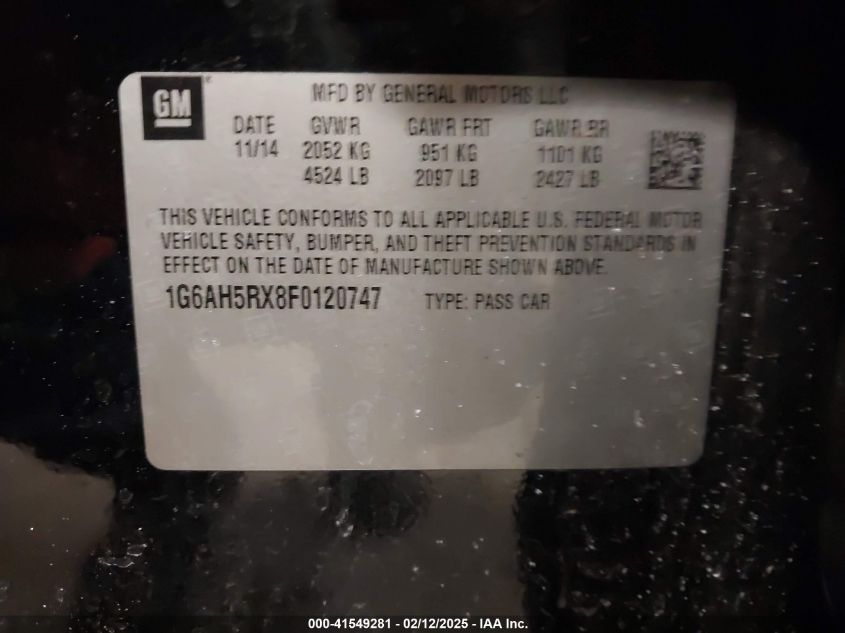 GM
MFD BY GENERAL MOTORS LLC
DATE GVWR GAWR FRT GAWR RR
11/14 2052 KG 951 KG 1101 KG
4524 LB 2097 LB 2427 LB
THIS VEHICLE CONFORMS TO ALL APPLICABLE U.S. FEDERAL MOTOR
VEHICLE SAFETY, BUMPER, AND THEFT PREVENTION STANDARDS IN
EFFECT ON THE DATE OF MANUFACTURE SHOWN ABOVE.
1G6AH5RX8F0120747 TYPE: PASS CAR
000-41549281 - 02/12/2025 - IAA Inc.